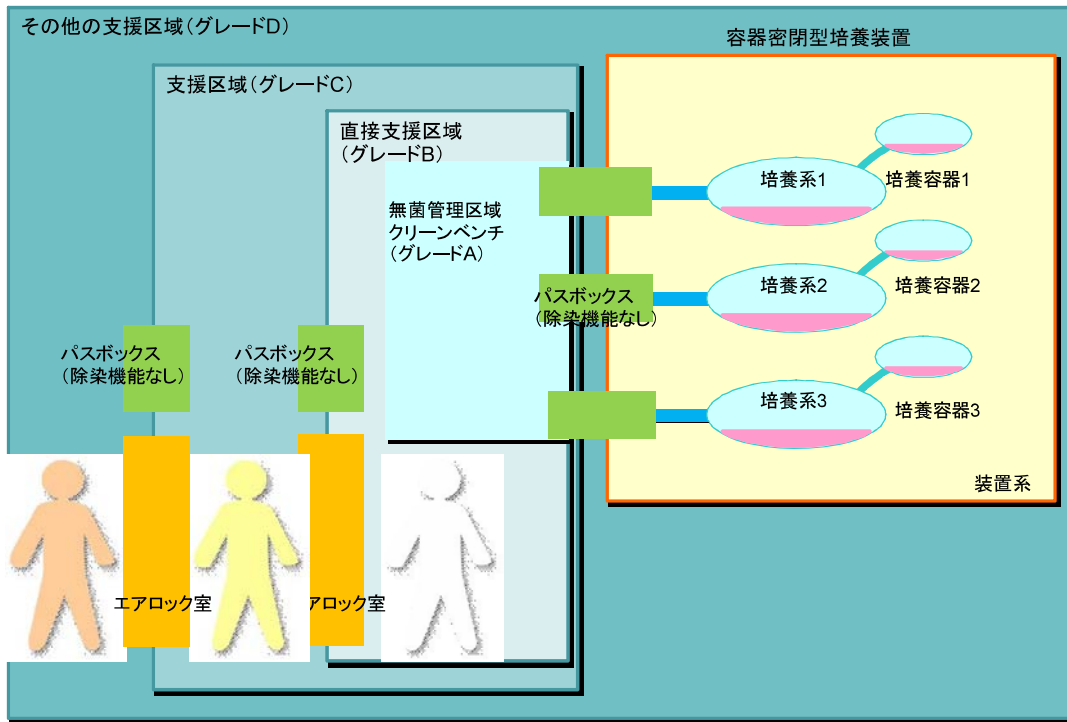 その他の支援区域(グレードD)
容器密閉型培養装置
支援区域(グレードC)
直接支援区域
(グレードB)
無菌管理区域
クリーンベンチ
(グレードA)
培養系1
培養容器1
培養系2
培養容器2
パスボックス
(除染機能なし)
パスボックス
(除染機能なし)
パスボックス
(除染機能なし)
培養系3
培養容器3
装置系
エアロック室
アロック室